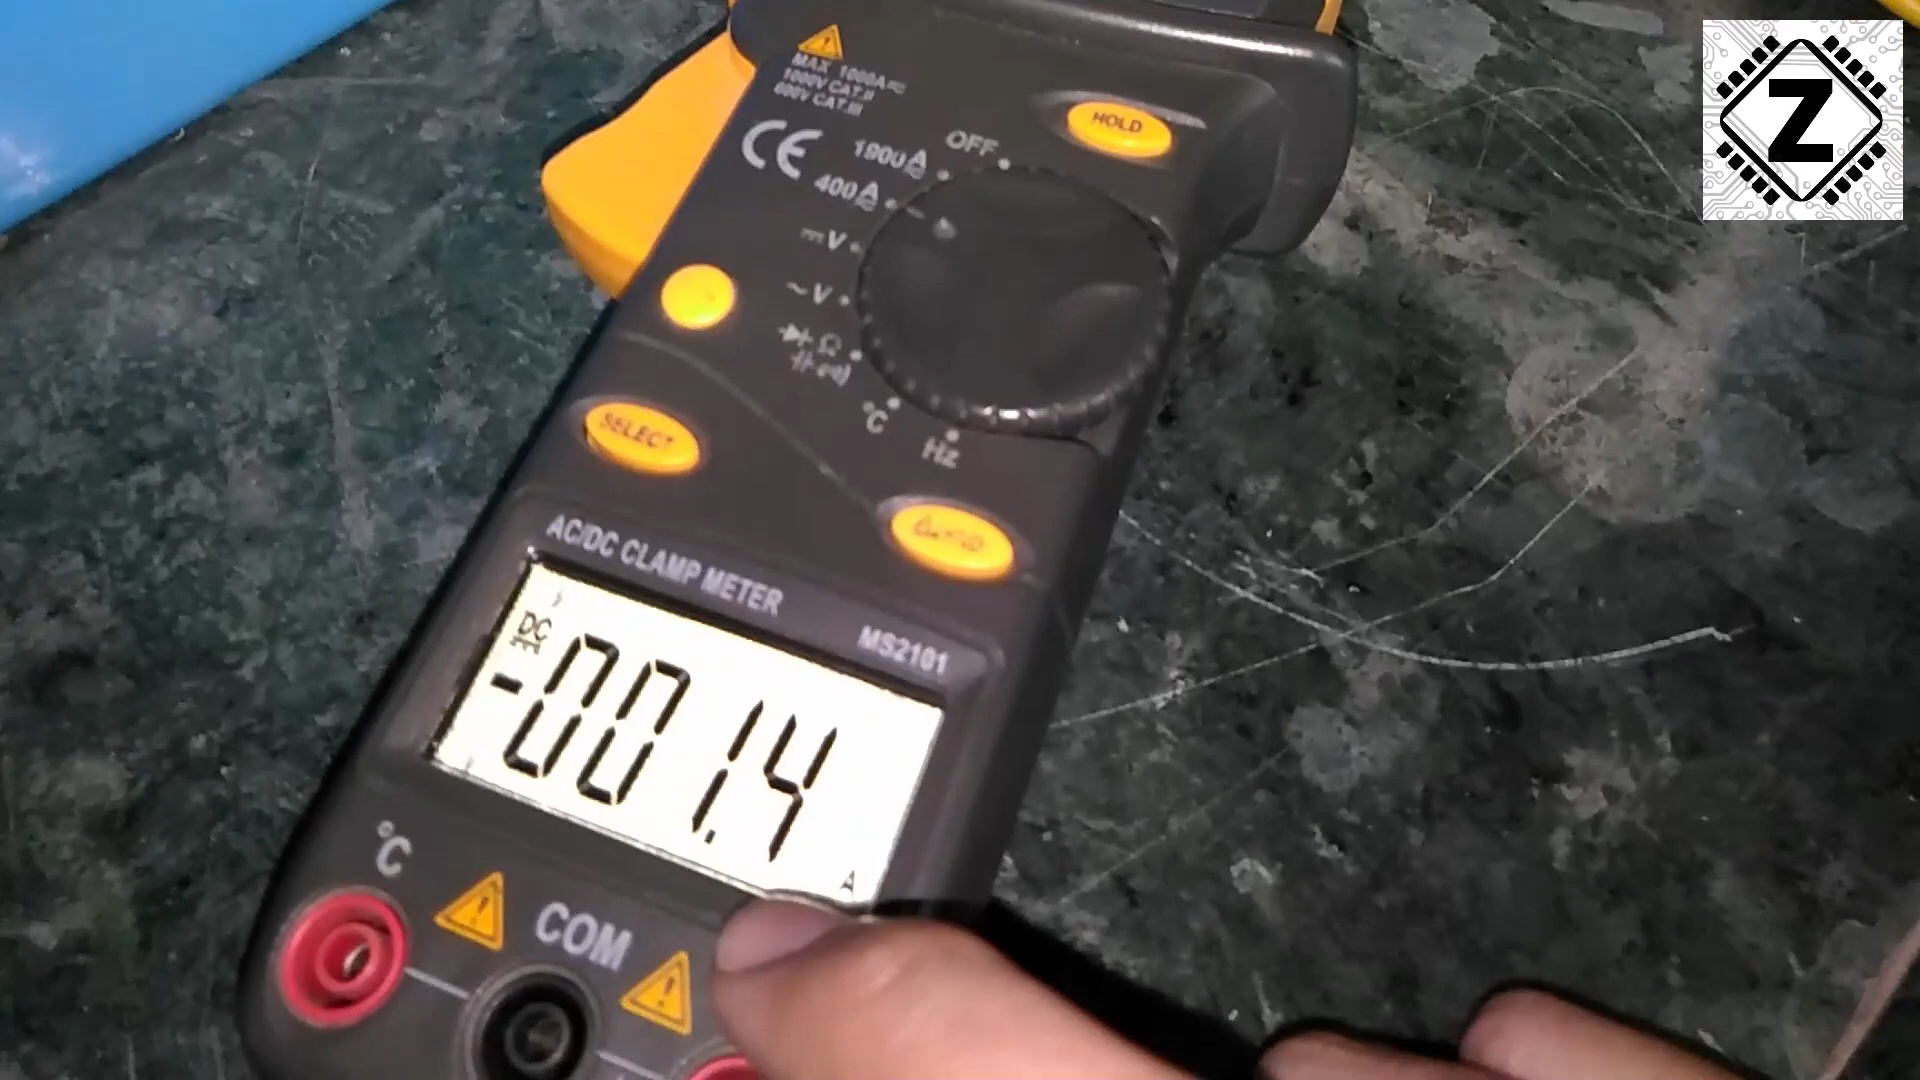 Z
MAX 1000A
1000V CAT.II
600V CAT.III
CE
HOLD
OFF
1000A
400A
V
~V
Ω
°C
Hz
SELECT
AC/DC CLAMP METER
MS2101
DC
-001.4
A
°C
COM